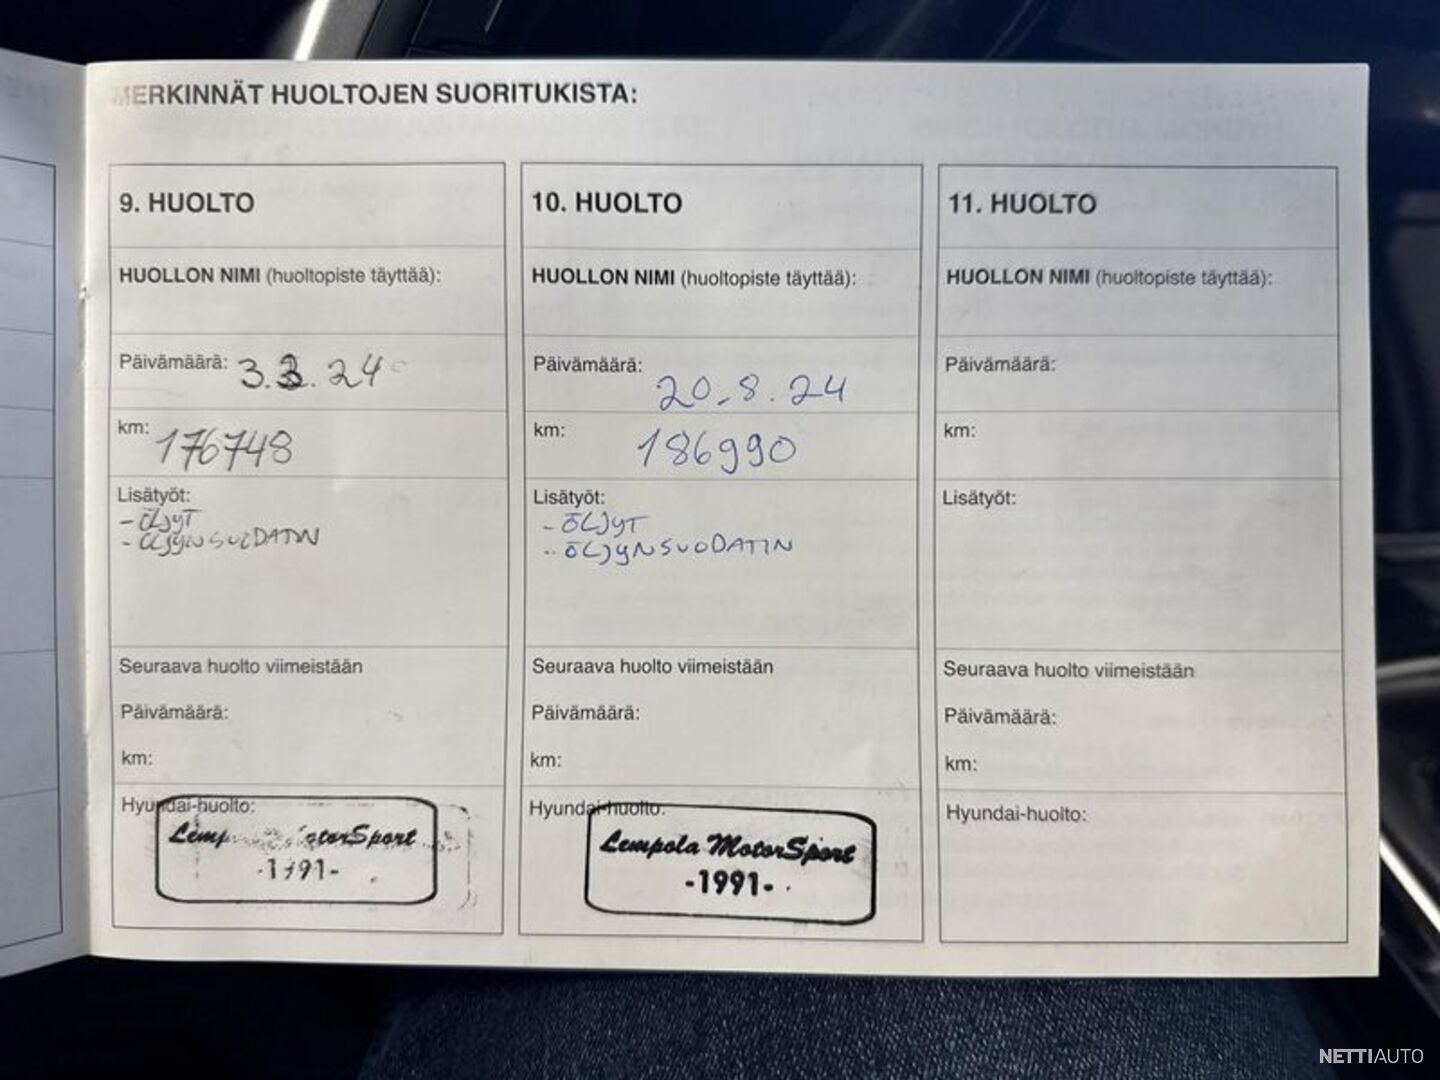 MERKINNÄT HUOLTOJEN SUORITUKISTA:
9. HUOLTO
HUOLLON NIMI (huoltopiste täyttää):
Päivämäärä: 3.3.24
km: 176748
Lisätyöt:
- ÖLJYT
- ÖLJYNSUODATIN
Seuraava huolto viimeistään
Päivämäärä:
km:
Hyundai-huolto:
MotorSport
-1991-
10. HUOLTO
HUOLLON NIMI (huoltopiste täyttää):
Päivämäärä: 20.8.24
km: 186990
Lisätyöt:
- ÖLJYT
- ÖLJYNSUODATIN
Seuraava huolto viimeistään
Päivämäärä:
km:
Hyundai-huolto:
Lempola MotorSport
-1991-
11. HUOLTO
HUOLLON NIMI (huoltopiste täyttää):
Päivämäärä:
km:
Lisätyöt:
Seuraava huolto viimeistään
Päivämäärä:
km:
Hyundai-huolto:
NETTIAUTO